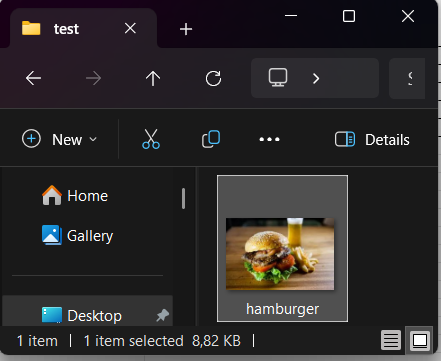 test
New
Details
Home
Gallery
Desktop
hamburger
1 item 1 item selected 8,82 KB